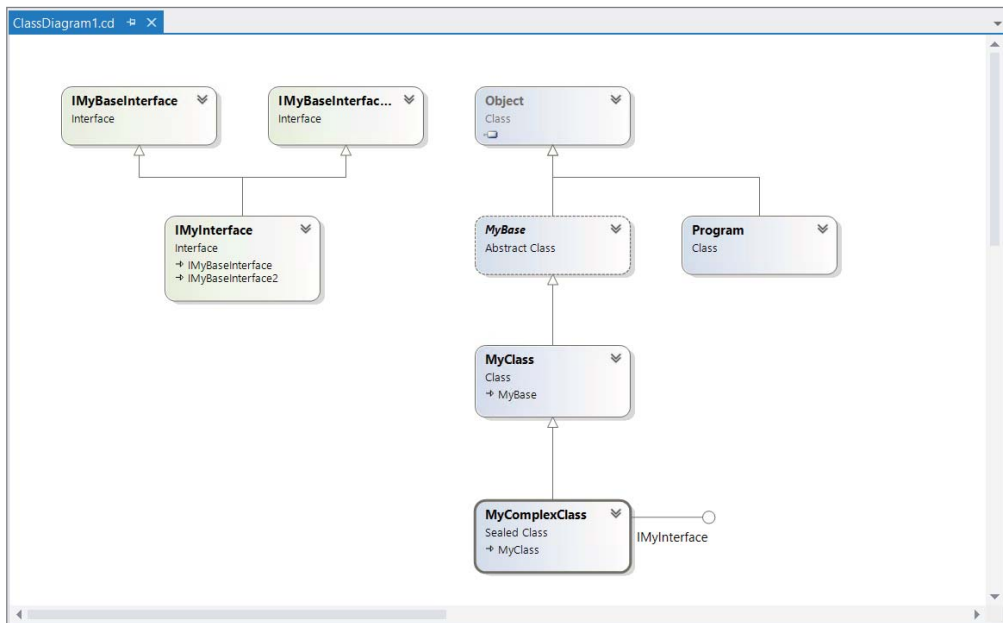 ClassDiagram1.cd
IMyBaseInterface
Interface
IMyBaseInterfac...
Interface
Object
Class
IMyInterface
Interface
IMyBaseInterface
IMyBaseInterface2
MyBase
Abstract Class
Program
Class
MyClass
Class
MyBase
MyComplexClass
Sealed Class
MyClass
IMyInterface